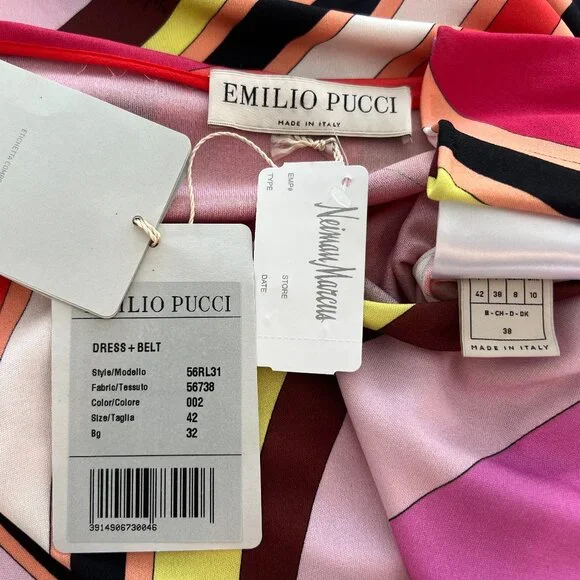 EMILIO PUCCI
MADE IN ITALY
ETICHETTA
Neiman Marcus
EMP#
TYPE
STORE
DATE
EMILIO PUCCI
DRESS + BELT
Style/Modello 56RL31
Fabric/Tessuto 56738
Color/Colore 002
Size/Taglia 42
Bg 32
3914906730046
42 38 8 10
B - CH - D - DK
38
MADE IN ITALY